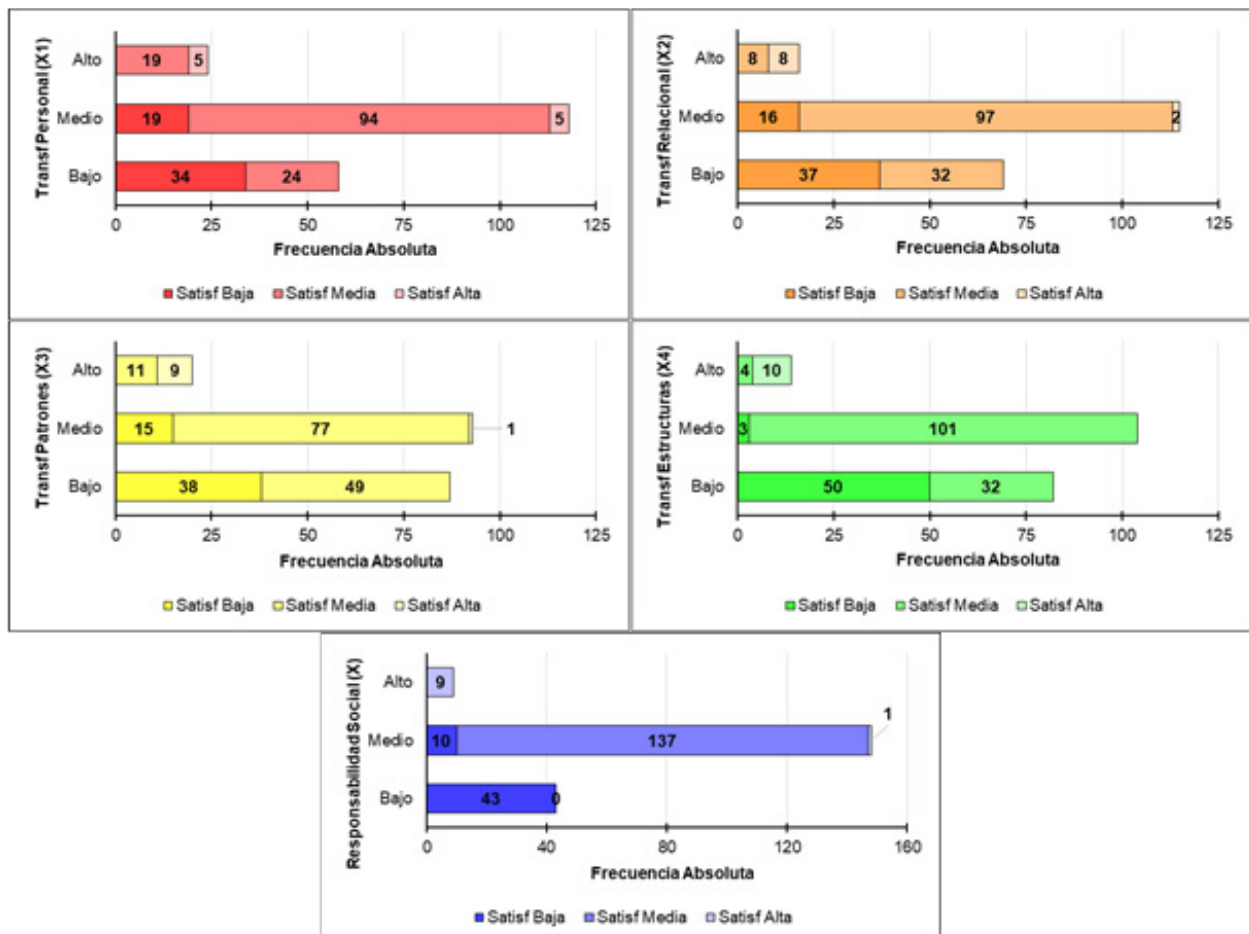 Transf Personal (X1)
Alto 19 5
Medio 19 94 5
Bajo 34 24
0 25 50 75 100 125
Frecuencia Absoluta
Satisf Baja Satisf Media Satisf Alta
Transf Relacional (X2)
Alto 8 8
Medio 16 97 2
Bajo 37 32
0 25 50 75 100 125
Frecuencia Absoluta
Satisf Baja Satisf Media Satisf Alta
Transf Patrones (X3)
Alto 11 9
Medio 15 77 1
Bajo 38 49
0 25 50 75 100 125
Frecuencia Absoluta
Satisf Baja Satisf Media Satisf Alta
Transf Estructuras (X4)
Alto 4 10
Medio 3 101
Bajo 50 32
0 25 50 75 100 125
Frecuencia Absoluta
Satisf Baja Satisf Media Satisf Alta
Responsabilidad Social (X)
Alto 9
Medio 10 137 1
Bajo 43 0
0 40 80 120 160
Frecuencia Absoluta
Satisf Baja Satisf Media Satisf Alta